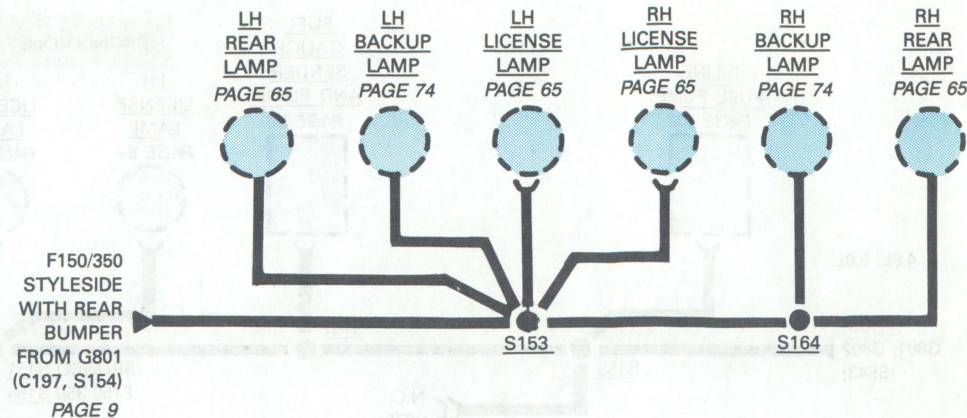 LH
REAR
LAMP
PAGE 65
LH
BACKUP
LAMP
PAGE 74
LH
LICENSE
LAMP
PAGE 65
RH
LICENSE
LAMP
PAGE 65
RH
BACKUP
LAMP
PAGE 74
RH
REAR
LAMP
PAGE 65
F150/350
STYLESIDE
WITH REAR
BUMPER
FROM G801
(C197, S154)
PAGE 9
S153
S164